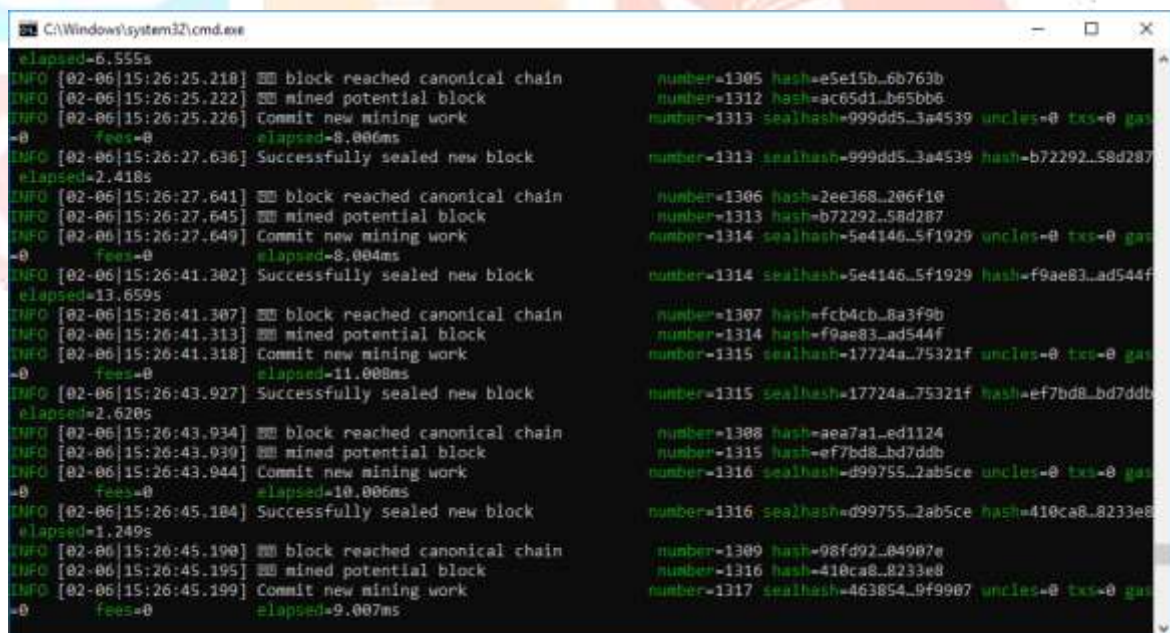 C:\Windows\system32\cmd.exe
elapsed=6.555s
INFO [02-06|15:26:25.218] block reached canonical chain number=1305 hash=e5e15b…6b763b
INFO [02-06|15:26:25.222] mined potential block number=1312 hash=ac65d1…b65bb6
INFO [02-06|15:26:25.226] Commit new mining work number=1313 sealhash=999dd5…3a4539 uncles=0 txs=0 gas
=0 fees=0 elapsed=8.006ms
INFO [02-06|15:26:27.636] Successfully sealed new block number=1313 sealhash=999dd5…3a4539 hash=b72292…58d287
elapsed=2.418s
INFO [02-06|15:26:27.641] block reached canonical chain number=1306 hash=2ee368…206f10
INFO [02-06|15:26:27.645] mined potential block number=1313 hash=b72292…58d287
INFO [02-06|15:26:27.649] Commit new mining work number=1314 sealhash=5e4146…5f1929 uncles=0 txs=0 gas
=0 fees=0 elapsed=8.004ms
INFO [02-06|15:26:41.302] Successfully sealed new block number=1314 sealhash=5e4146…5f1929 hash=f9ae83…ad544f
elapsed=13.659s
INFO [02-06|15:26:41.307] block reached canonical chain number=1307 hash=fcb4cb…8a3f9b
INFO [02-06|15:26:41.313] mined potential block number=1314 hash=f9ae83…ad544f
INFO [02-06|15:26:41.318] Commit new mining work number=1315 sealhash=17724a…75321f uncles=0 txs=0 gas
=0 fees=0 elapsed=11.008ms
INFO [02-06|15:26:43.927] Successfully sealed new block number=1315 sealhash=17724a…75321f hash=ef7bd8…bd7ddb
elapsed=2.620s
INFO [02-06|15:26:43.934] block reached canonical chain number=1308 hash=aea7a1…ed1124
INFO [02-06|15:26:43.939] mined potential block number=1315 hash=ef7bd8…bd7ddb
INFO [02-06|15:26:43.944] Commit new mining work number=1316 sealhash=d99755…2ab5ce uncles=0 txs=0 gas
=0 fees=0 elapsed=10.006ms
INFO [02-06|15:26:45.184] Successfully sealed new block number=1316 sealhash=d99755…2ab5ce hash=410ca8…8233e8
elapsed=1.249s
INFO [02-06|15:26:45.190] block reached canonical chain number=1309 hash=98fd92…04907e
INFO [02-06|15:26:45.195] mined potential block number=1316 hash=410ca8…8233e8
INFO [02-06|15:26:45.199] Commit new mining work number=1317 sealhash=463854…9f9907 uncles=0 txs=0 gas
=0 fees=0 elapsed=9.007ms